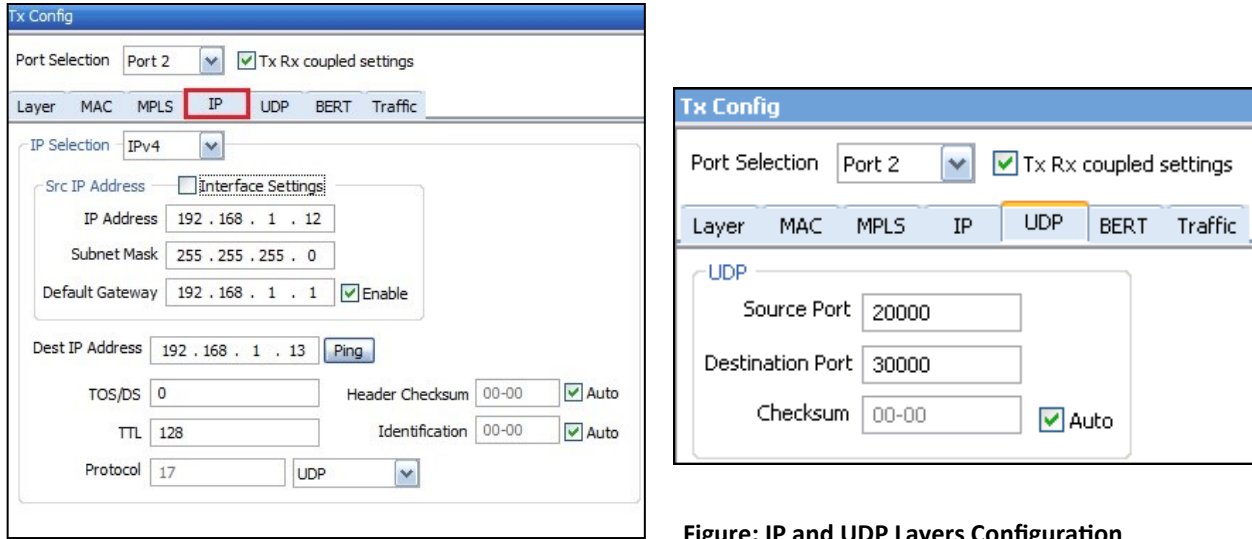 Tx Config
Port Selection Port 2 Tx Rx coupled settings
Layer MAC MPLS IP UDP BERT Traffic
IP Selection IPv4
Src IP Address Interface Settings
IP Address 192 . 168 . 1 . 12
Subnet Mask 255 . 255 . 255 . 0
Default Gateway 192 . 168 . 1 . 1 Enable
Dest IP Address 192 . 168 . 1 . 13 Ping
TOS/DS 0 Header Checksum 00-00 Auto
TTL 128 Identification 00-00 Auto
Protocol 17 UDP
Tx Config
Port Selection Port 2 Tx Rx coupled settings
Layer MAC MPLS IP UDP BERT Traffic
UDP
Source Port 20000
Destination Port 30000
Checksum 00-00 Auto
Figure: IP and UDP Layers Configuration